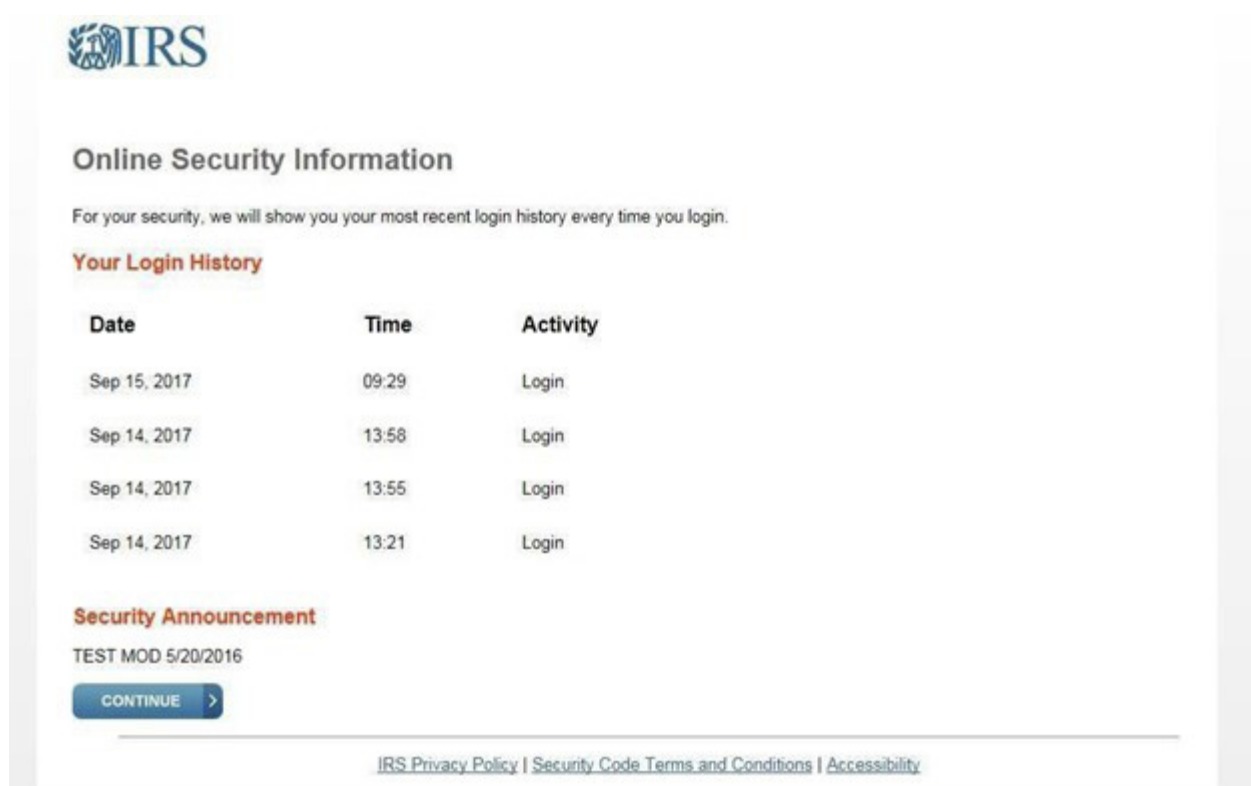 IRS
Online Security Information
For your security, we will show you your most recent login history every time you login.
Your Login History
Date Time Activity
Sep 15, 2017 09:29 Login
Sep 14, 2017 13:58 Login
Sep 14, 2017 13:55 Login
Sep 14, 2017 13:21 Login
Security Announcement
TEST MOD 5/20/2016
CONTINUE >
IRS Privacy Policy | Security Code Terms and Conditions | Accessibility